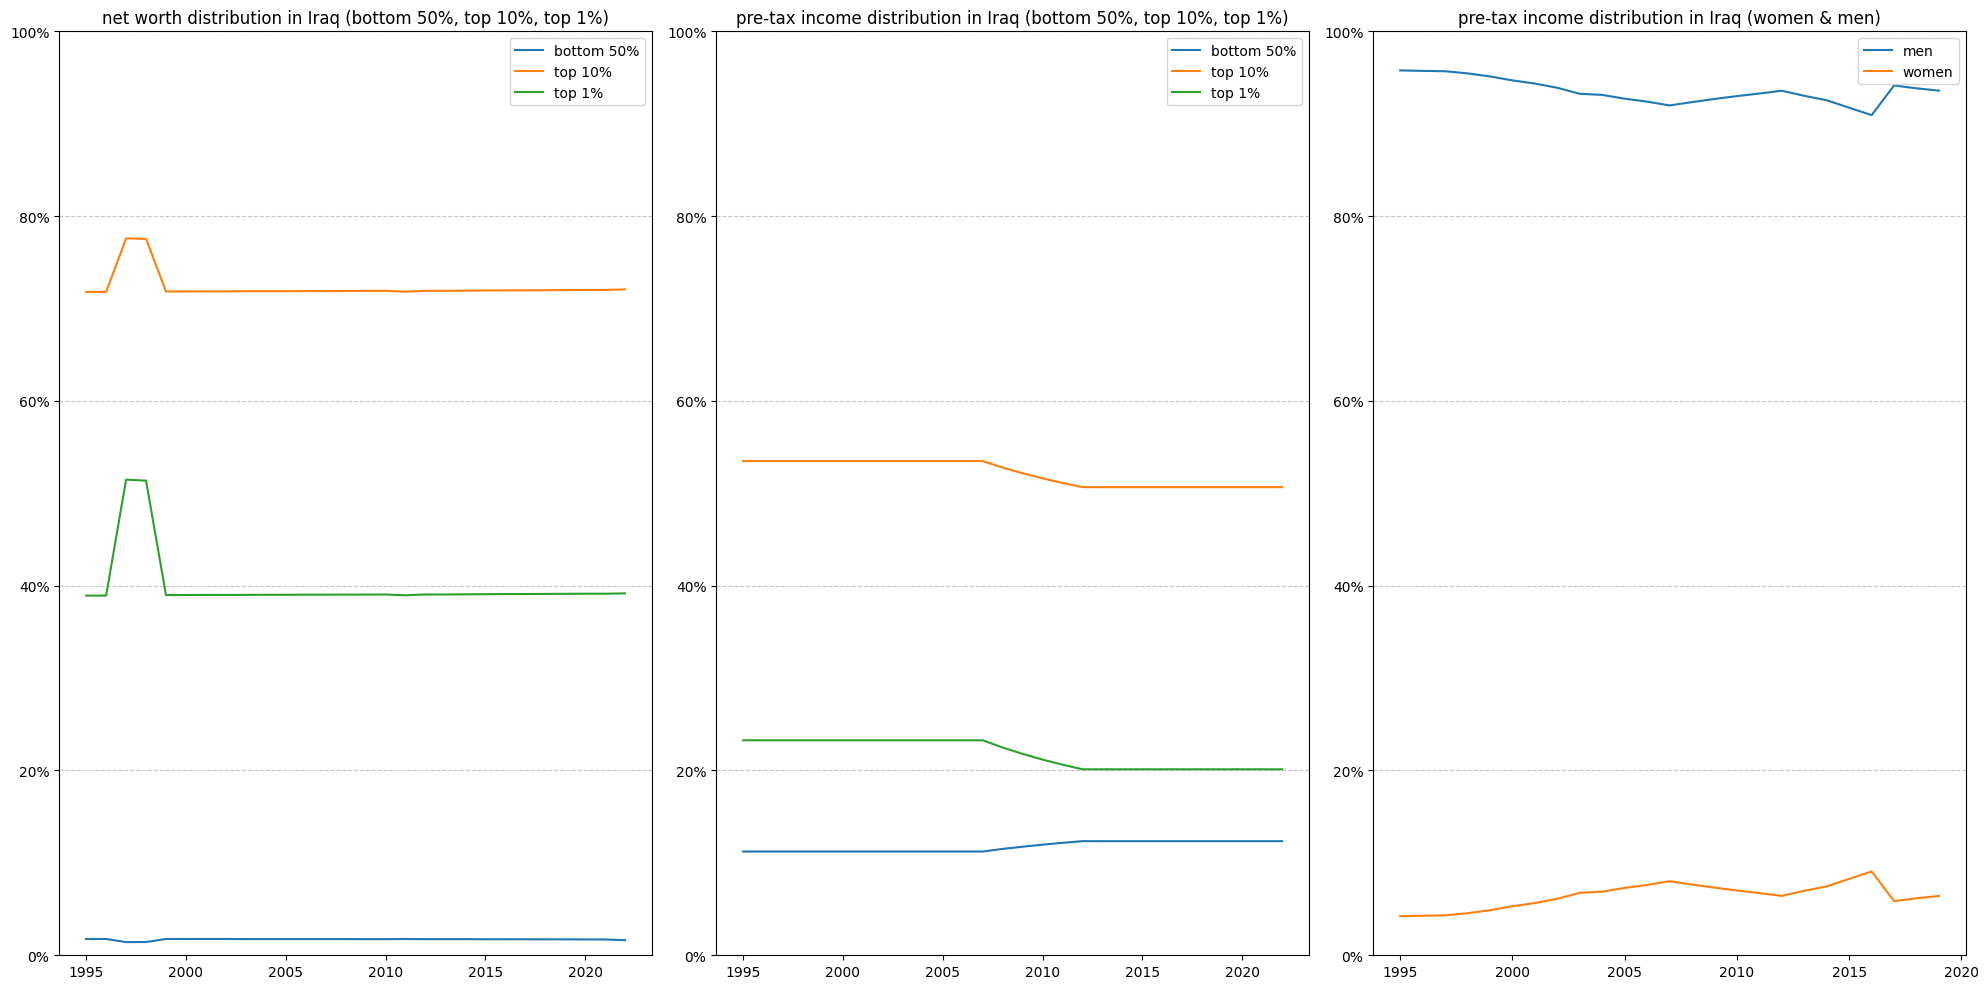 net worth distribution in Iraq (bottom 50%, top 10%, top 1%)
100%
80%
60%
40%
20%
0%
1995 2000 2005 2010 2015 2020
bottom 50%
top 10%
top 1%
pre-tax income distribution in Iraq (bottom 50%, top 10%, top 1%)
100%
80%
60%
40%
20%
0%
1995 2000 2005 2010 2015 2020
bottom 50%
top 10%
top 1%
pre-tax income distribution in Iraq (women & men)
100%
80%
60%
40%
20%
0%
1995 2000 2005 2010 2015 2020
men
women